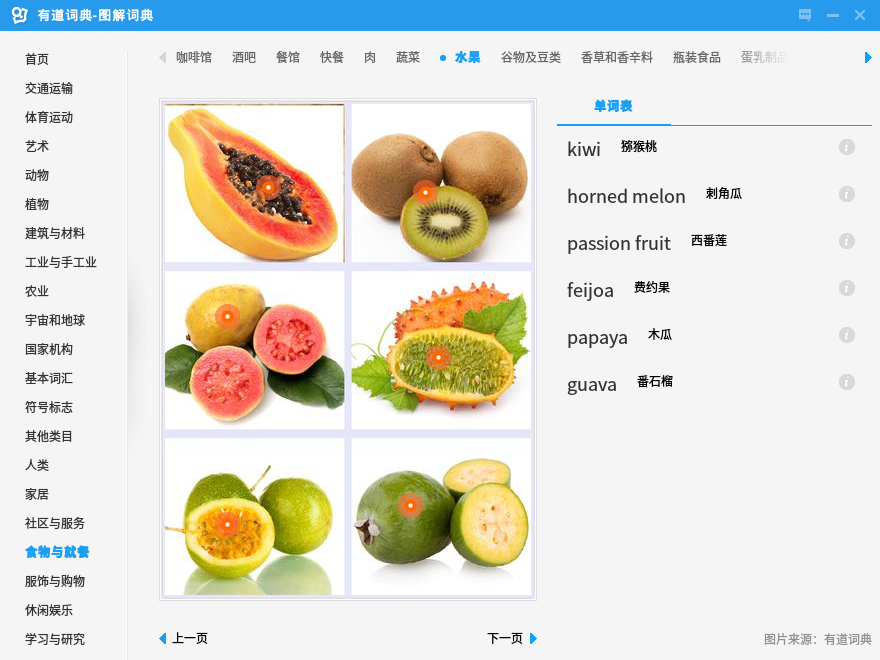 有道词典-图解词典
首页
交通运输
体育运动
艺术
动物
植物
建筑与材料
工业与手工业
农业
宇宙和地球
国家机构
基本词汇
符号标志
其他类目
人类
家居
社区与服务
食物与就餐
服饰与购物
休闲娱乐
学习与研究
咖啡馆 酒吧 餐馆 快餐 肉 蔬菜 水果 谷物及豆类 香草和香辛料 瓶装食品 蛋乳制品
单词表
kiwi 猕猴桃
horned melon 刺角瓜
passion fruit 西番莲
feijoa 费约果
papaya 木瓜
guava 番石榴
上一页 下一页
图片来源：有道词典